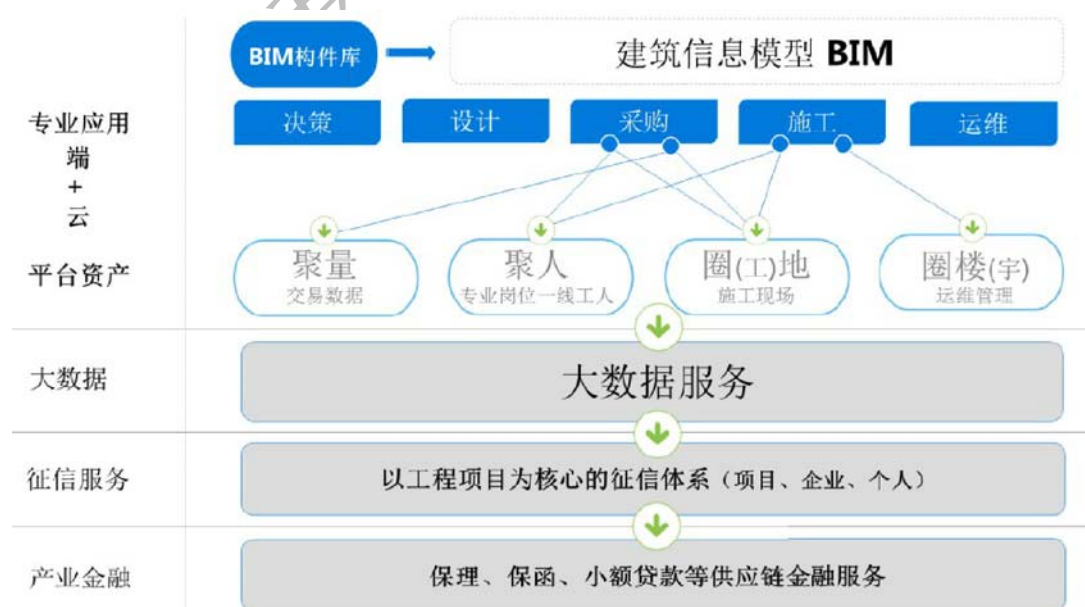 BIM构件库
建筑信息模型 BIM
专业应用
端
+
云
决策
设计
采购
施工
运维
平台资产
聚量
交易数据
聚人
专业岗位一线工人
圈(工)地
施工现场
圈楼(宇)
运维管理
大数据
大数据服务
征信服务
以工程项目为核心的征信体系（项目、企业、个人）
产业金融
保理、保函、小额贷款等供应链金融服务